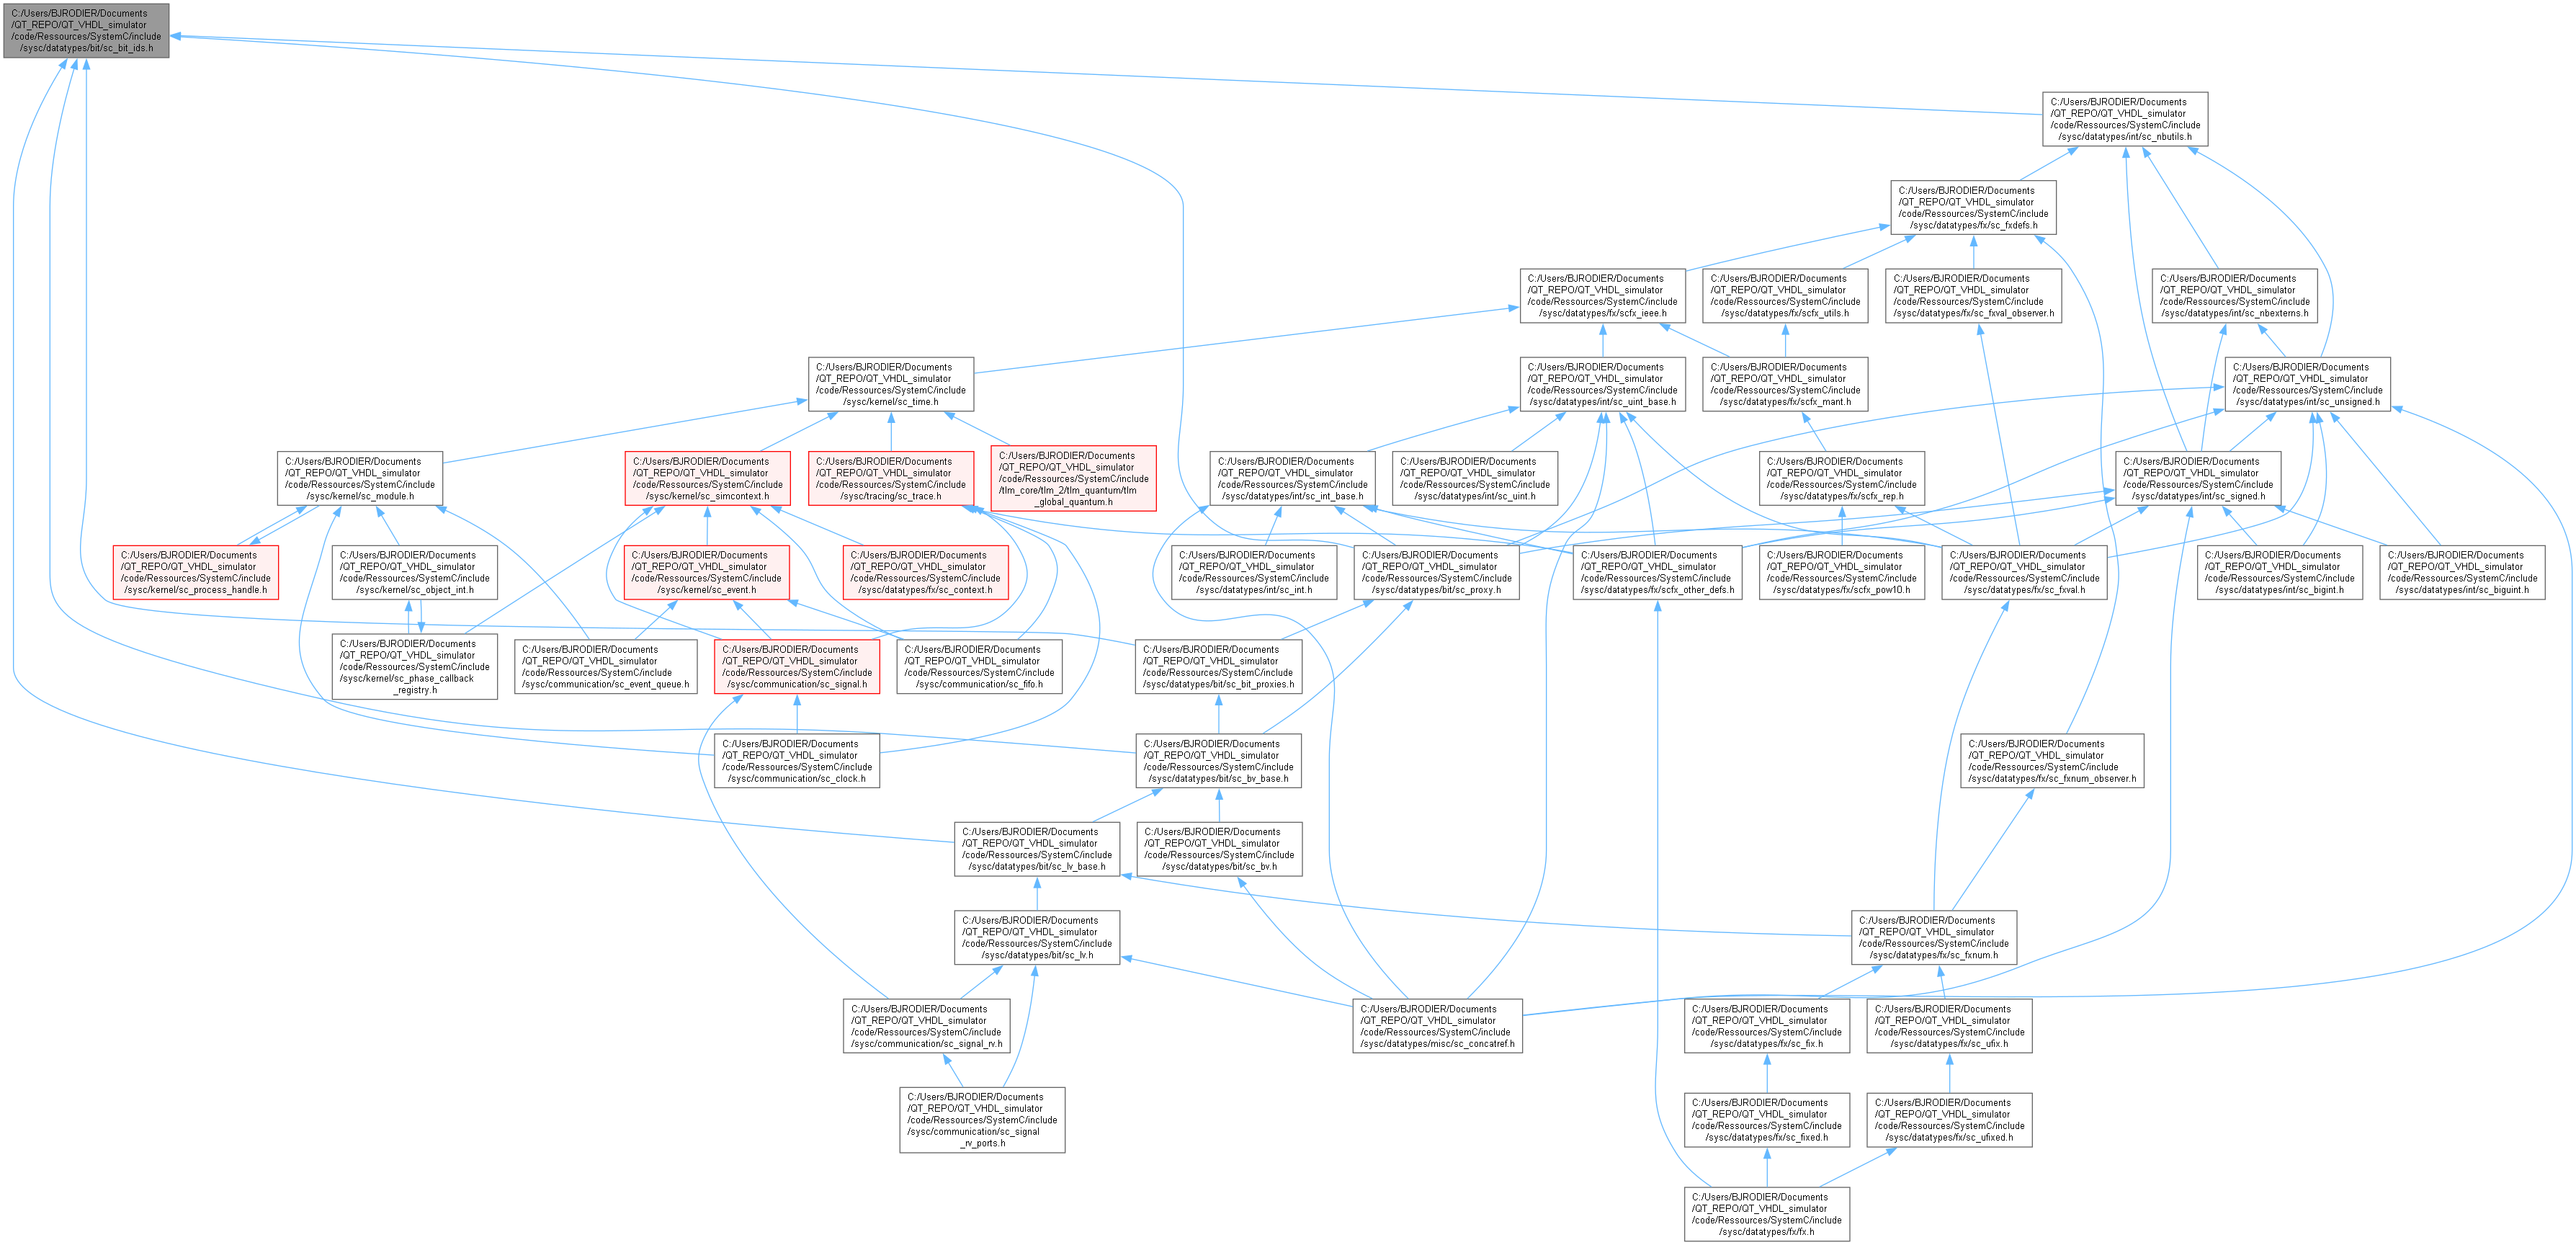 C:/Users/BJRODIER/Documents
/QT_REPO/QT_VHDL_simulator
/code/Ressources/SystemC/include
/sysc/datatypes/bit/sc_bit_ids.h
C:/Users/BJRODIER/Documents
/QT_REPO/QT_VHDL_simulator
/code/Ressources/SystemC/include
/sysc/datatypes/int/sc_nbutils.h
C:/Users/BJRODIER/Documents
/QT_REPO/QT_VHDL_simulator
/code/Ressources/SystemC/include
/sysc/datatypes/fx/sc_fxdefs.h
C:/Users/BJRODIER/Documents
/QT_REPO/QT_VHDL_simulator
/code/Ressources/SystemC/include
/sysc/datatypes/fx/scfx_ieee.h
C:/Users/BJRODIER/Documents
/QT_REPO/QT_VHDL_simulator
/code/Ressources/SystemC/include
/sysc/datatypes/fx/scfx_utils.h
C:/Users/BJRODIER/Documents
/QT_REPO/QT_VHDL_simulator
/code/Ressources/SystemC/include
/sysc/datatypes/fx/sc_fxval_observer.h
C:/Users/BJRODIER/Documents
/QT_REPO/QT_VHDL_simulator
/code/Ressources/SystemC/include
/sysc/datatypes/int/sc_nbexterns.h
C:/Users/BJRODIER/Documents
/QT_REPO/QT_VHDL_simulator
/code/Ressources/SystemC/include
/sysc/kernel/sc_time.h
C:/Users/BJRODIER/Documents
/QT_REPO/QT_VHDL_simulator
/code/Ressources/SystemC/include
/sysc/datatypes/int/sc_uint_base.h
C:/Users/BJRODIER/Documents
/QT_REPO/QT_VHDL_simulator
/code/Ressources/SystemC/include
/sysc/datatypes/fx/scfx_mant.h
C:/Users/BJRODIER/Documents
/QT_REPO/QT_VHDL_simulator
/code/Ressources/SystemC/include
/sysc/datatypes/int/sc_unsigned.h
C:/Users/BJRODIER/Documents
/QT_REPO/QT_VHDL_simulator
/code/Ressources/SystemC/include
/sysc/kernel/sc_module.h
C:/Users/BJRODIER/Documents
/QT_REPO/QT_VHDL_simulator
/code/Ressources/SystemC/include
/sysc/kernel/sc_simcontext.h
C:/Users/BJRODIER/Documents
/QT_REPO/QT_VHDL_simulator
/code/Ressources/SystemC/include
/sysc/tracing/sc_trace.h
C:/Users/BJRODIER/Documents
/QT_REPO/QT_VHDL_simulator
/code/Ressources/SystemC/include
/tlm_core/tlm_2/tlm_quantum/tlm
_global_quantum.h
C:/Users/BJRODIER/Documents
/QT_REPO/QT_VHDL_simulator
/code/Ressources/SystemC/include
/sysc/datatypes/int/sc_int_base.h
C:/Users/BJRODIER/Documents
/QT_REPO/QT_VHDL_simulator
/code/Ressources/SystemC/include
/sysc/datatypes/int/sc_uint.h
C:/Users/BJRODIER/Documents
/QT_REPO/QT_VHDL_simulator
/code/Ressources/SystemC/include
/sysc/datatypes/fx/scfx_rep.h
C:/Users/BJRODIER/Documents
/QT_REPO/QT_VHDL_simulator
/code/Ressources/SystemC/include
/sysc/datatypes/int/sc_signed.h
C:/Users/BJRODIER/Documents
/QT_REPO/QT_VHDL_simulator
/code/Ressources/SystemC/include
/sysc/kernel/sc_process_handle.h
C:/Users/BJRODIER/Documents
/QT_REPO/QT_VHDL_simulator
/code/Ressources/SystemC/include
/sysc/kernel/sc_object_int.h
C:/Users/BJRODIER/Documents
/QT_REPO/QT_VHDL_simulator
/code/Ressources/SystemC/include
/sysc/kernel/sc_event.h
C:/Users/BJRODIER/Documents
/QT_REPO/QT_VHDL_simulator
/code/Ressources/SystemC/include
/sysc/datatypes/fx/sc_context.h
C:/Users/BJRODIER/Documents
/QT_REPO/QT_VHDL_simulator
/code/Ressources/SystemC/include
/sysc/datatypes/int/sc_int.h
C:/Users/BJRODIER/Documents
/QT_REPO/QT_VHDL_simulator
/code/Ressources/SystemC/include
/sysc/datatypes/bit/sc_proxy.h
C:/Users/BJRODIER/Documents
/QT_REPO/QT_VHDL_simulator
/code/Ressources/SystemC/include
/sysc/datatypes/fx/scfx_other_defs.h
C:/Users/BJRODIER/Documents
/QT_REPO/QT_VHDL_simulator
/code/Ressources/SystemC/include
/sysc/datatypes/fx/scfx_pow10.h
C:/Users/BJRODIER/Documents
/QT_REPO/QT_VHDL_simulator
/code/Ressources/SystemC/include
/sysc/datatypes/fx/sc_fxval.h
C:/Users/BJRODIER/Documents
/QT_REPO/QT_VHDL_simulator
/code/Ressources/SystemC/include
/sysc/datatypes/int/sc_bigint.h
C:/Users/BJRODIER/Documents
/QT_REPO/QT_VHDL_simulator
/code/Ressources/SystemC/include
/sysc/datatypes/int/sc_biguint.h
C:/Users/BJRODIER/Documents
/QT_REPO/QT_VHDL_simulator
/code/Ressources/SystemC/include
/sysc/kernel/sc_phase_callback
_registry.h
C:/Users/BJRODIER/Documents
/QT_REPO/QT_VHDL_simulator
/code/Ressources/SystemC/include
/sysc/communication/sc_event_queue.h
C:/Users/BJRODIER/Documents
/QT_REPO/QT_VHDL_simulator
/code/Ressources/SystemC/include
/sysc/communication/sc_signal.h
C:/Users/BJRODIER/Documents
/QT_REPO/QT_VHDL_simulator
/code/Ressources/SystemC/include
/sysc/communication/sc_fifo.h
C:/Users/BJRODIER/Documents
/QT_REPO/QT_VHDL_simulator
/code/Ressources/SystemC/include
/sysc/datatypes/bit/sc_bit_proxies.h
C:/Users/BJRODIER/Documents
/QT_REPO/QT_VHDL_simulator
/code/Ressources/SystemC/include
/sysc/communication/sc_clock.h
C:/Users/BJRODIER/Documents
/QT_REPO/QT_VHDL_simulator
/code/Ressources/SystemC/include
/sysc/datatypes/bit/sc_bv_base.h
C:/Users/BJRODIER/Documents
/QT_REPO/QT_VHDL_simulator
/code/Ressources/SystemC/include
/sysc/datatypes/fx/sc_fxnum_observer.h
C:/Users/BJRODIER/Documents
/QT_REPO/QT_VHDL_simulator
/code/Ressources/SystemC/include
/sysc/datatypes/bit/sc_lv_base.h
C:/Users/BJRODIER/Documents
/QT_REPO/QT_VHDL_simulator
/code/Ressources/SystemC/include
/sysc/datatypes/bit/sc_bv.h
C:/Users/BJRODIER/Documents
/QT_REPO/QT_VHDL_simulator
/code/Ressources/SystemC/include
/sysc/datatypes/bit/sc_lv.h
C:/Users/BJRODIER/Documents
/QT_REPO/QT_VHDL_simulator
/code/Ressources/SystemC/include
/sysc/datatypes/fx/sc_fxnum.h
C:/Users/BJRODIER/Documents
/QT_REPO/QT_VHDL_simulator
/code/Ressources/SystemC/include
/sysc/communication/sc_signal_rv.h
C:/Users/BJRODIER/Documents
/QT_REPO/QT_VHDL_simulator
/code/Ressources/SystemC/include
/sysc/datatypes/misc/sc_concatref.h
C:/Users/BJRODIER/Documents
/QT_REPO/QT_VHDL_simulator
/code/Ressources/SystemC/include
/sysc/datatypes/fx/sc_fix.h
C:/Users/BJRODIER/Documents
/QT_REPO/QT_VHDL_simulator
/code/Ressources/SystemC/include
/sysc/datatypes/fx/sc_ufix.h
C:/Users/BJRODIER/Documents
/QT_REPO/QT_VHDL_simulator
/code/Ressources/SystemC/include
/sysc/communication/sc_signal
_rv_ports.h
C:/Users/BJRODIER/Documents
/QT_REPO/QT_VHDL_simulator
/code/Ressources/SystemC/include
/sysc/datatypes/fx/sc_fixed.h
C:/Users/BJRODIER/Documents
/QT_REPO/QT_VHDL_simulator
/code/Ressources/SystemC/include
/sysc/datatypes/fx/sc_ufixed.h
C:/Users/BJRODIER/Documents
/QT_REPO/QT_VHDL_simulator
/code/Ressources/SystemC/include
/sysc/datatypes/fx/fx.h